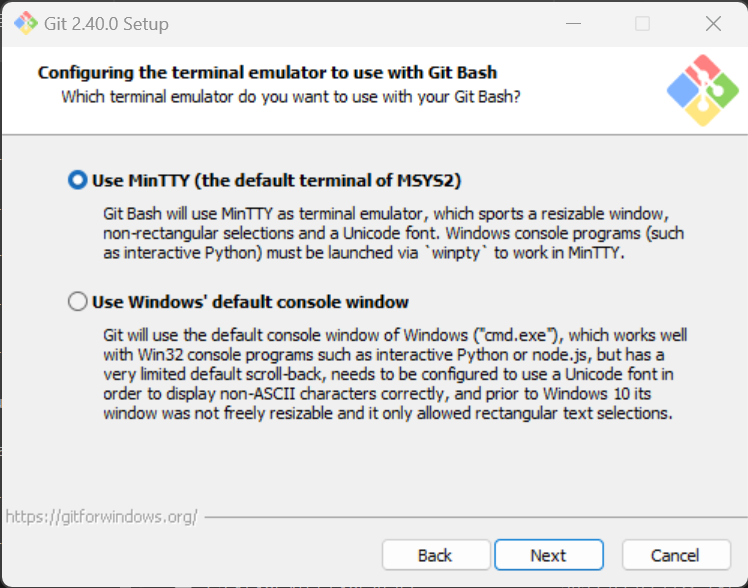 Git 2.40.0 Setup
Configuring the terminal emulator to use with Git Bash
Which terminal emulator do you want to use with your Git Bash?
Use MinTTY (the default terminal of MSYS2)
Git Bash will use MinTTY as terminal emulator, which sports a resizable window,
non-rectangular selections and a Unicode font. Windows console programs (such
as interactive Python) must be launched via `winpty` to work in MinTTY.
Use Windows' default console window
Git will use the default console window of Windows ("cmd.exe"), which works well
with Win32 console programs such as interactive Python or node.js, but has a
very limited default scroll-back, needs to be configured to use a Unicode font in
order to display non-ASCII characters correctly, and prior to Windows 10 its
window was not freely resizable and it only allowed rectangular text selections.
https://gitforwindows.org/
Back Next Cancel